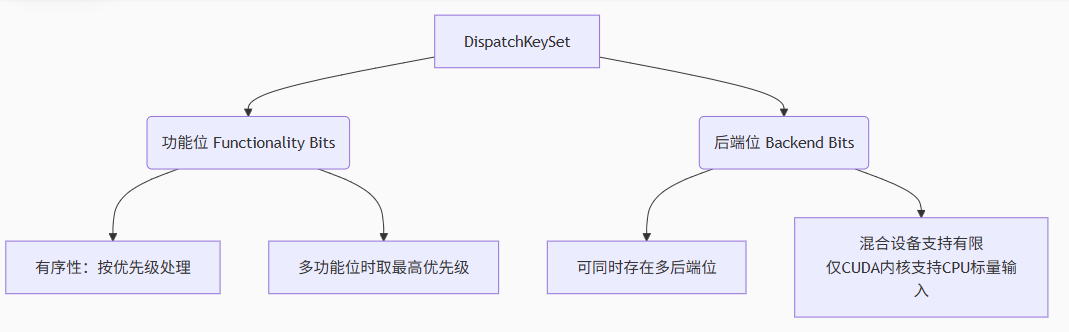 DispatchKeySet
功能位 Functionality Bits
后端位 Backend Bits
有序性：按优先级处理
多功能位时取最高优先级
可同时存在多后端位
混合设备支持有限
仅CUDA内核支持CPU标量输
入